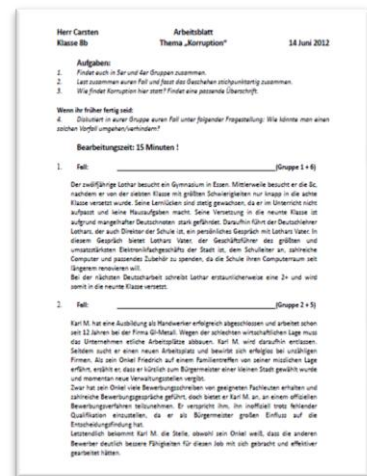 Herr Carsten Arbeitsblatt
Klasse 8b Thema „Korruption" 14 Juni 2012
Aufgaben:
1. Findet euch in 3er und 4er Gruppen zusammen.
2. Lest zusammen euren Fall und fasst das Geschehen stichpunktartig zusammen.
3. Wie findet Korruption hier statt? Findet eine passende Überschrift.
Wenn ihr früher fertig seid:
4. Diskutiert in eurer Gruppe euren Fall unter folgender Fragestellung: Wie könnte man einen
solchen Vorfall umgehen/verhindern?
Bearbeitungszeit: 15 Minuten !
1. Fall: (Gruppe 1 + 6)
Der zwölfjährige Lothar besucht ein Gymnasium in Essen. Mittlerweile besucht er die 8c,
nachdem er von der siebten Klasse mit größten Schwierigkeiten nur knapp in die achte
Klasse versetzt wurde. Seine Lernlücken sind stetig gewachsen, da er im Unterricht nicht
aufpasst und keine Hausaufgaben macht. Seine Versetzung in die neunte Klasse ist
aufgrund mangelhafter Deutschnoten stark gefährdet. Daraufhin führt der Deutschlehrer
Lothars, der auch Direktor der Schule ist, ein persönliches Gespräch mit Lothars Vater. In
diesem Gespräch bietet Lothars Vater, der Geschäftsführer des größten und
umsatzstärksten Elektronikfachgeschäfts der Stadt ist, dem Schulleiter an, zahlreiche
Computer und passendes Zubehör zu spenden, da die Schule ihren Computerraum seit
längerem renovieren will.
Bei der nächsten Deutscharbeit schreibt Lothar erstaunlicherweise eine 2+ und wird
somit in die neunte Klasse versetzt.
2. Fall: (Gruppe 2 + 5)
Karl M. hat eine Ausbildung als Handwerker erfolgreich abgeschlossen und arbeitet schon
seit 12 Jahren bei der Firma Gl-Metall. Wegen der schlechten wirtschaftlichen Lage muss
das Unternehmen etliche Arbeitsplätze abbauen. Karl M. wird daraufhin entlassen.
Seitdem sucht er einen neuen Arbeitsplatz und bewirbt sich erfolglos bei unzähligen
Firmen. Als sein Onkel Friedrich auf einem Familientreffen von seiner misslichen Lage
erfährt, erzählt er, dass er kürzlich zum Bürgermeister einer kleinen Stadt gewählt wurde
und momentan neue Verwaltungsstellen vergibt.
Zwar hat sein Onkel viele Bewerbungsschreiben von geeigneten Fachleuten erhalten und
zahlreiche Bewerbungsgespräche geführt, doch bietet er Karl M. an, an einem offiziellen
Bewerbungsverfahren teilzunehmen. Er verspricht ihm, ihn inoffiziell trotz fehlender
Qualifikation einzustellen, da er als Bürgermeister großen Einfluss auf die
Entscheidungsfindung hat.
Letztendlich bekommt Karl M. die Stelle, obwohl sein Onkel weiß, dass die anderen
Bewerber deutlich bessere Fähigkeiten für diesen Job mit sich gebracht und effektiver
gearbeitet hätten.